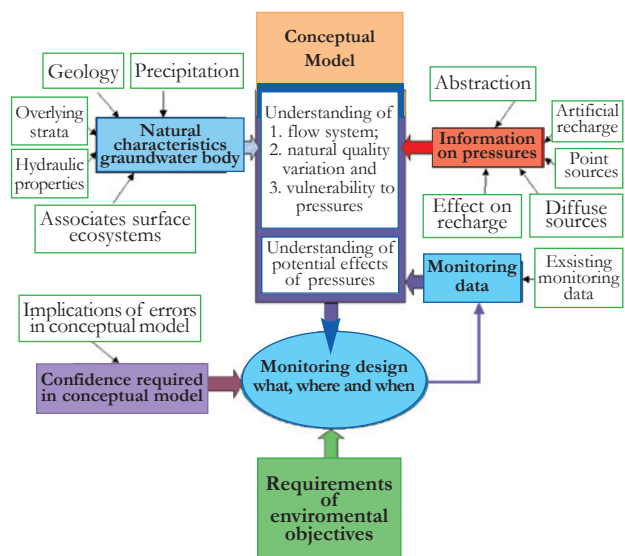 Conceptual
Model
Geology
Precipitation
Overlying
strata
Hydraulic
properties
Natural
characteristics
graundwater body
Associates surface
ecosystems
Understanding of
1. flow system;
2. natural quality
variation and
3. vulnerability to
pressures
Understanding of
potential effects
of pressures
Abstraction
Artificial
recharge
Information
on pressures
Point
sources
Effect on
recharge
Diffuse
sources
Monitoring
data
Exsisting
monitoring
data
Implications of errors
in conceptual model
Confidence required
in conceptual model
Monitoring design
what, where and when
Requirements
of
enviromental
objectives